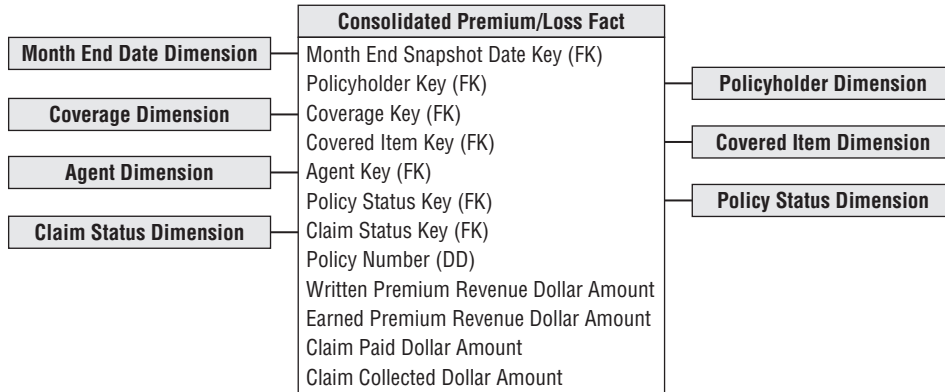 Consolidated Premium/Loss Fact
Month End Snapshot Date Key (FK)
Policyholder Key (FK)
Coverage Key (FK)
Covered Item Key (FK)
Agent Key (FK)
Policy Status Key (FK)
Claim Status Key (FK)
Policy Number (DD)
Written Premium Revenue Dollar Amount
Earned Premium Revenue Dollar Amount
Claim Paid Dollar Amount
Claim Collected Dollar Amount
Month End Date Dimension
Coverage Dimension
Agent Dimension
Claim Status Dimension
Policyholder Dimension
Covered Item Dimension
Policy Status Dimension